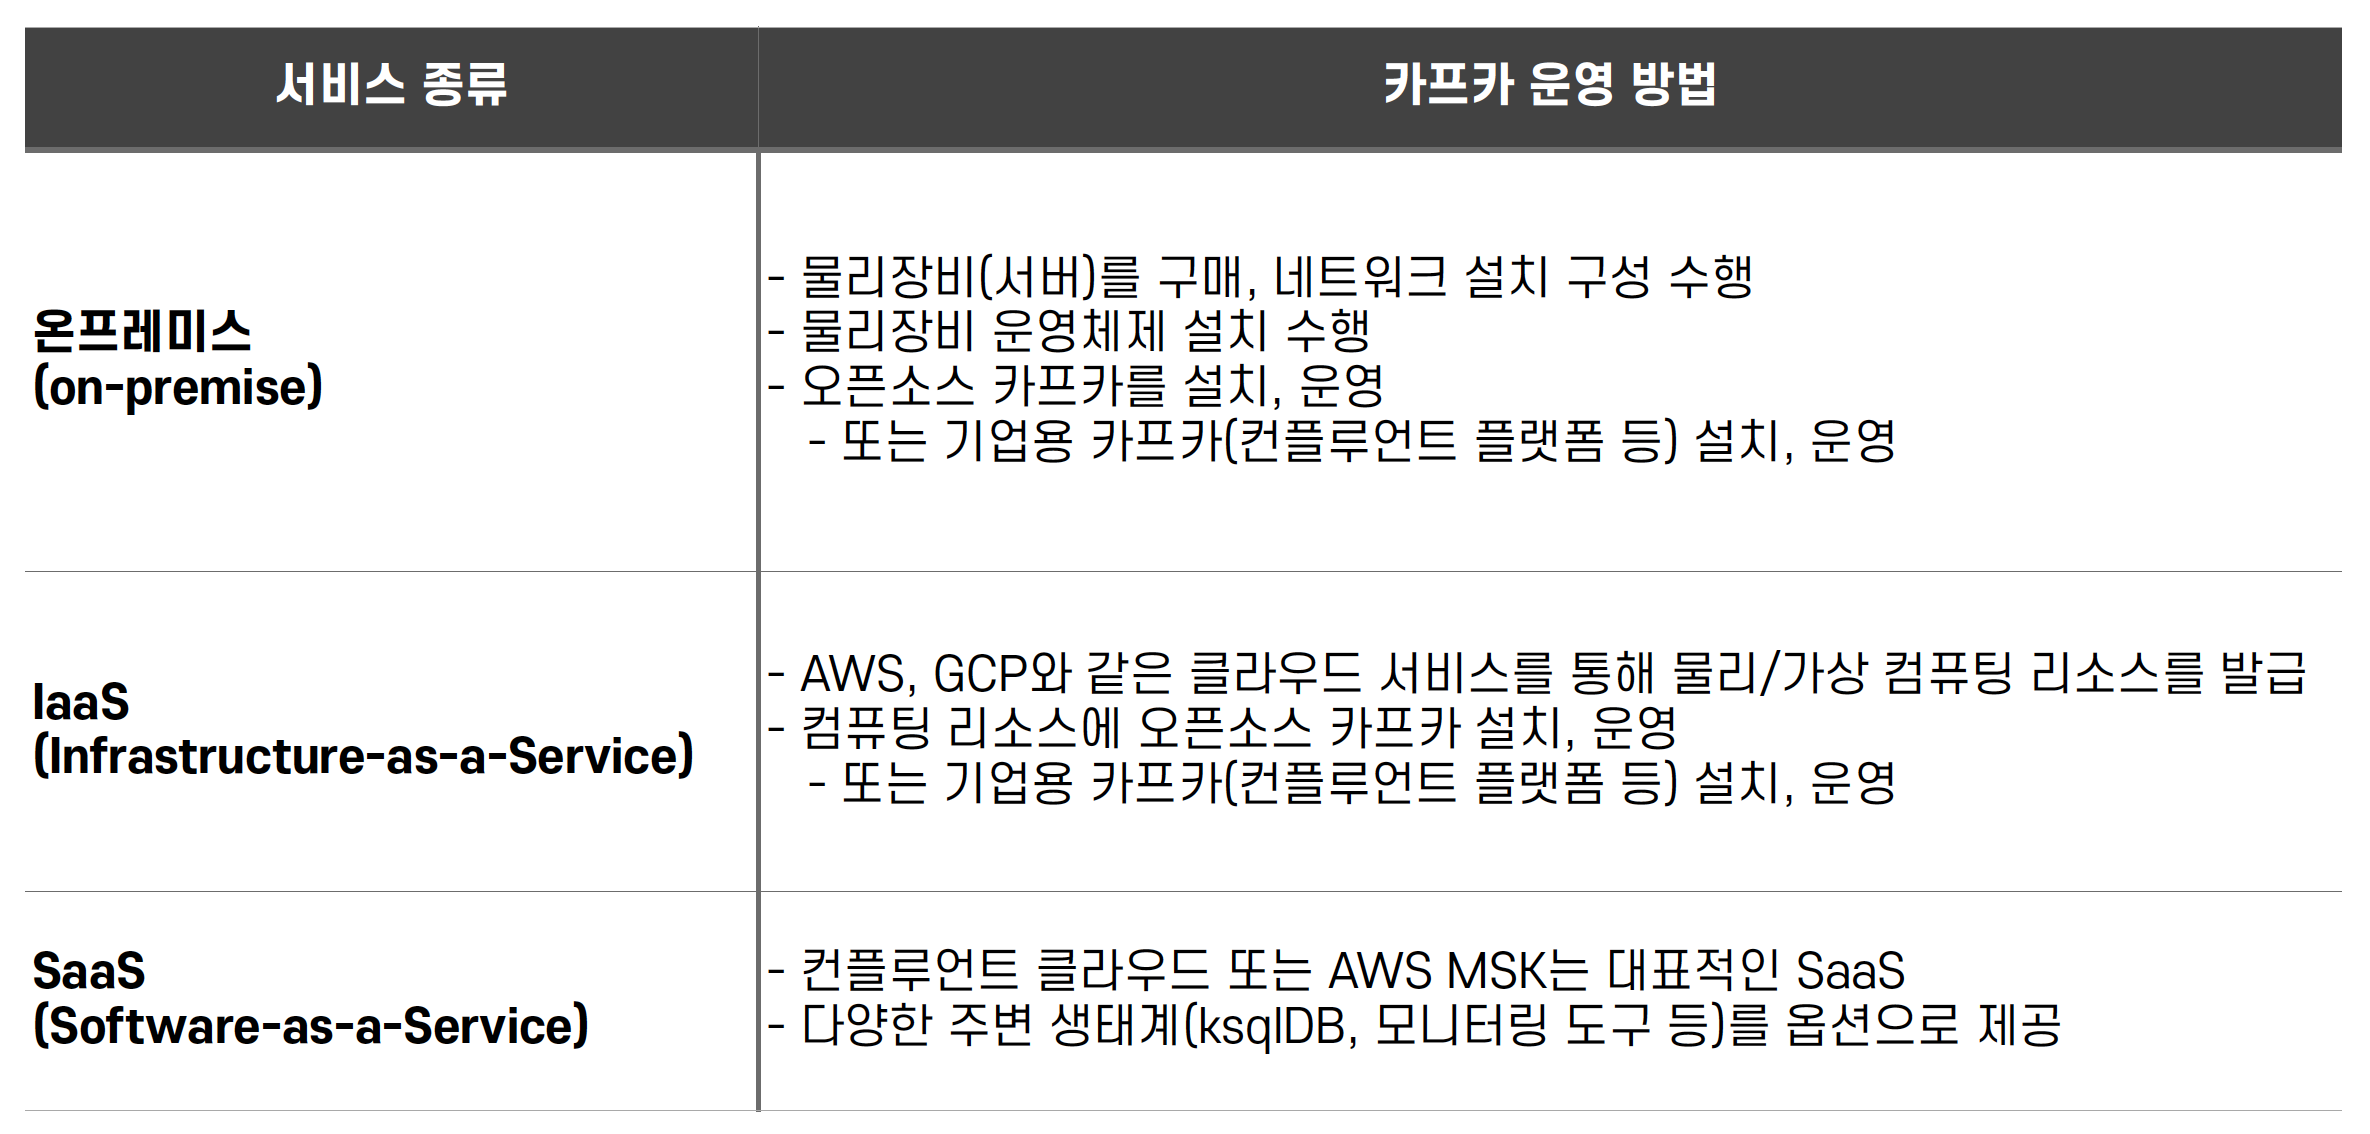 서비스 종류
카프카 운영 방법
온프레미스
(on-premise)
- 물리장비(서버)를 구매, 네트워크 설치 구성 수행
- 물리장비 운영체제 설치 수행
- 오픈소스 카프카를 설치, 운영
- 또는 기업용 카프카(컨플루언트 플랫폼 등) 설치, 운영
IaaS
(Infrastructure-as-a-Service)
- AWS, GCP와 같은 클라우드 서비스를 통해 물리/가상 컴퓨팅 리소스를 발급
- 컴퓨팅 리소스에 오픈소스 카프카 설치, 운영
- 또는 기업용 카프카(컨플루언트 플랫폼 등) 설치, 운영
SaaS
(Software-as-a-Service)
- 컨플루언트 클라우드 또는 AWS MSK는 대표적인 SaaS
- 다양한 주변 생태계(ksqlDB, 모니터링 도구 등)를 옵션으로 제공